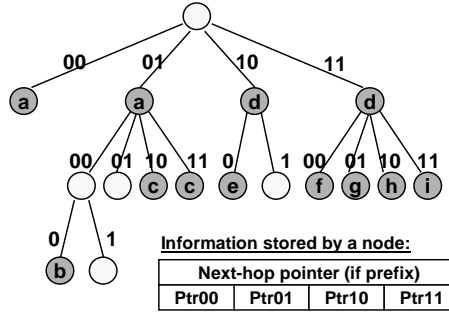 00 01 10 11
a a d d
00 01 10 11 0 1 00 01 10 11
c c e f g h i
0 1
b
Information stored by a node:
Next-hop pointer (if prefix)
Ptr00 Ptr01 Ptr10 Ptr11